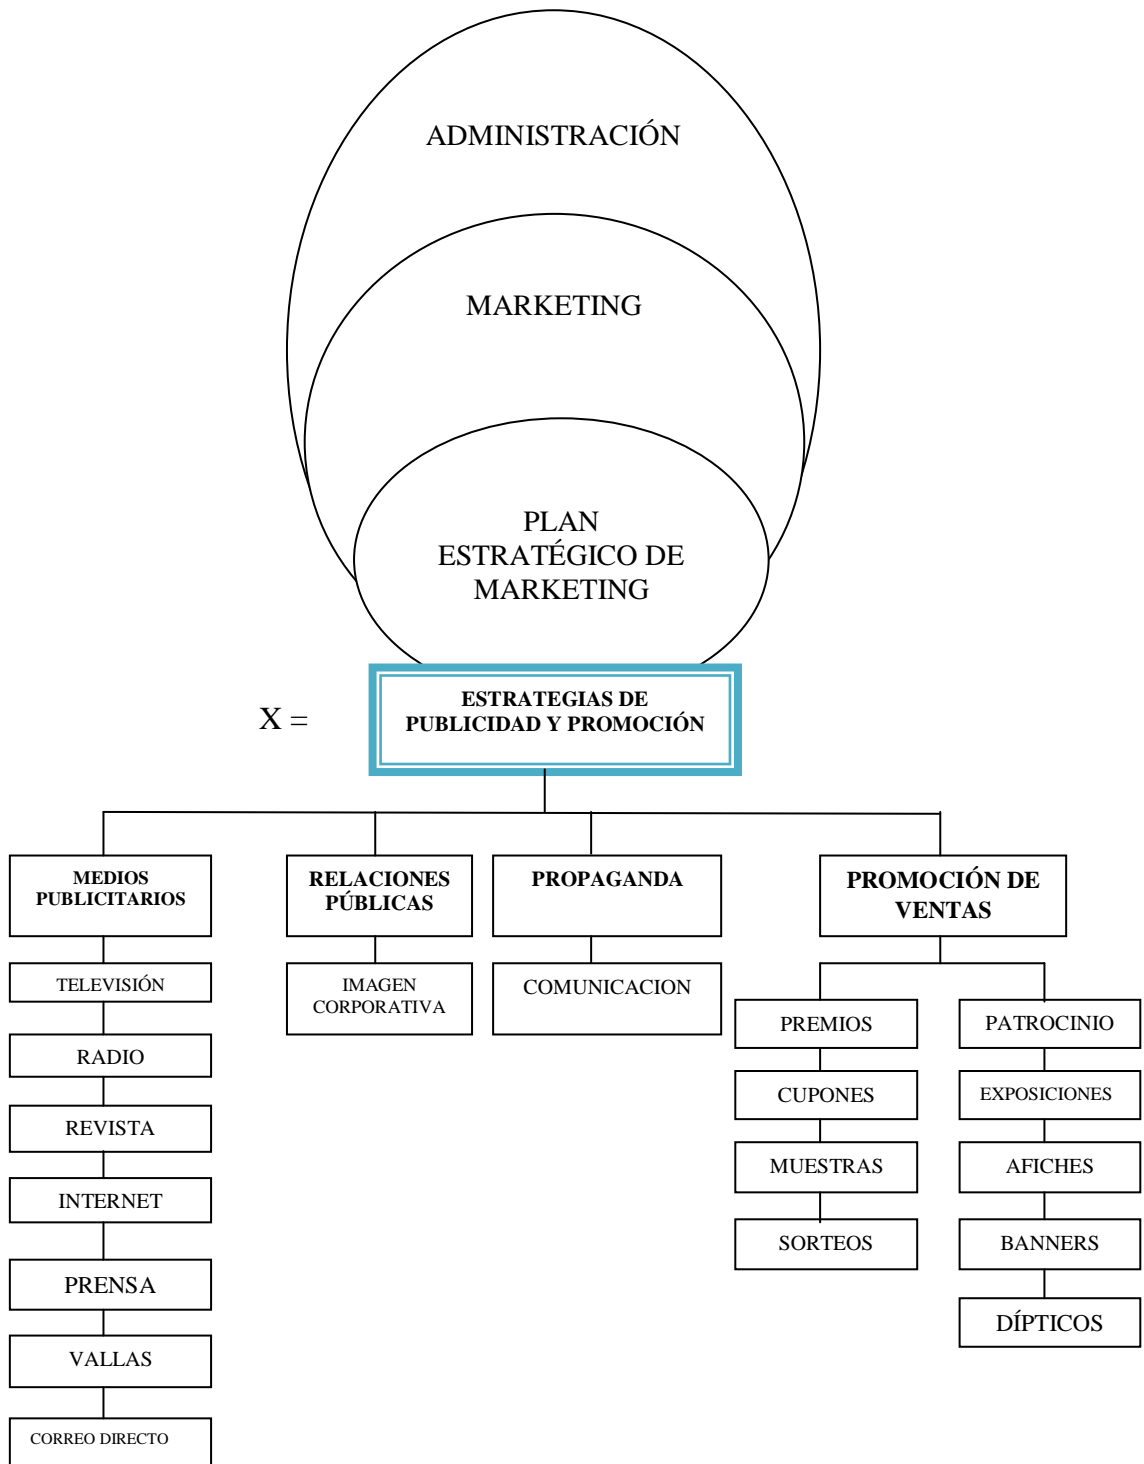 ADMINISTRACIÓN
MARKETING
PLAN
ESTRATÉGICO DE
MARKETING
X =
ESTRATEGIAS DE
PUBLICIDAD Y PROMOCIÓN
MEDIOS
PUBLICITARIOS
TELEVISIÓN
RADIO
REVISTA
INTERNET
PRENSA
VALLAS
CORREO DIRECTO
RELACIONES
PÚBLICAS
IMAGEN
CORPORATIVA
PROPAGANDA
COMUNICACION
PROMOCIÓN DE
VENTAS
PREMIOS
CUPONES
MUESTRAS
SORTEOS
PATROCINIO
EXPOSICIONES
AFICHES
BANNERS
DÍPTICOS